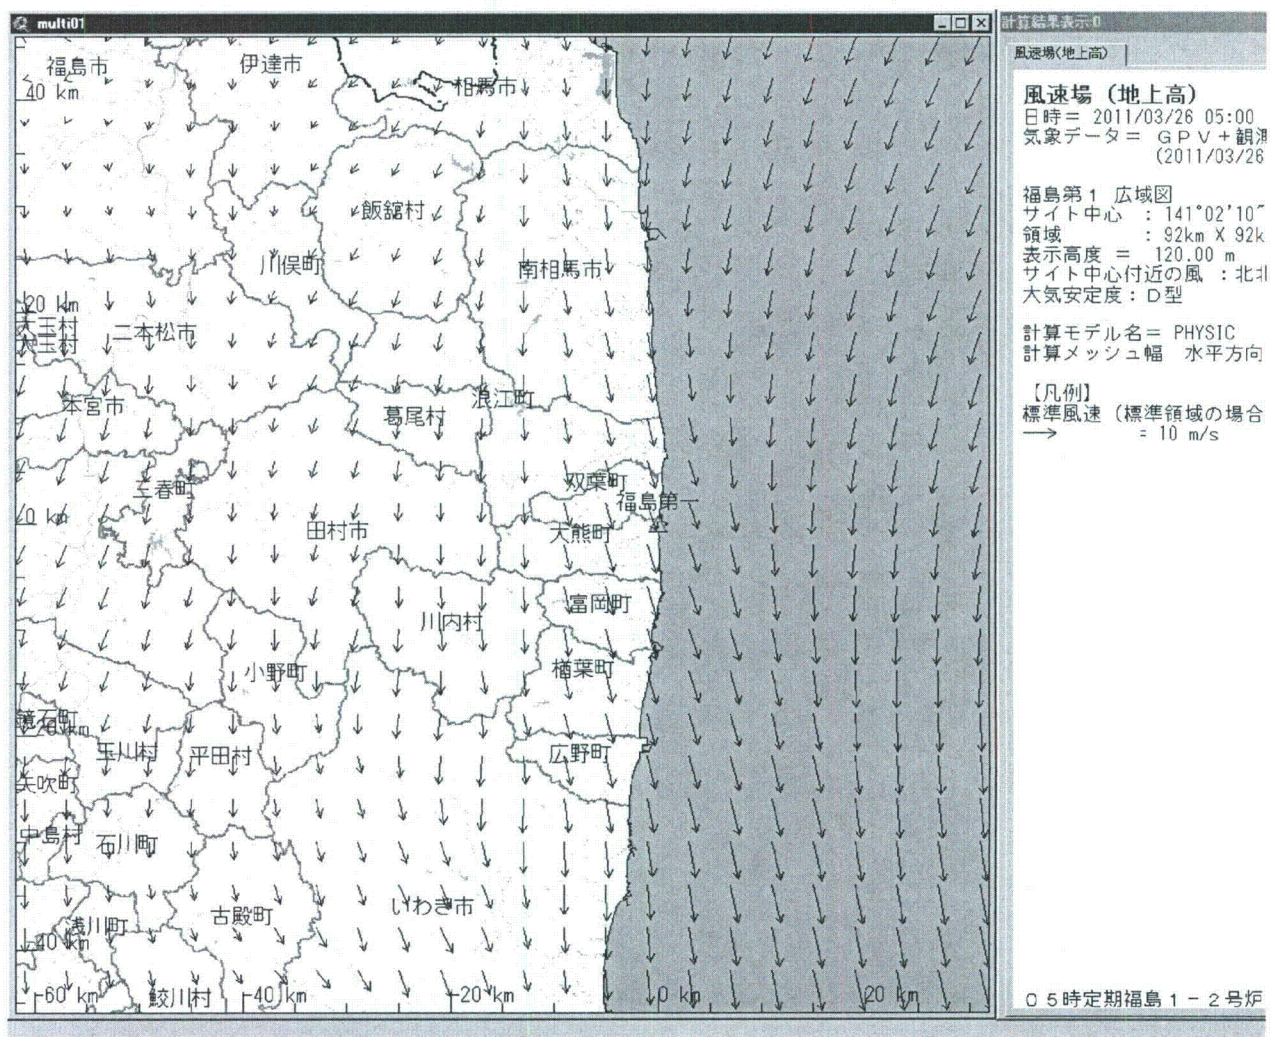 multi01
計算結果表示:0
風速場(地上高)
風速場（地上高）
日時＝ 2011/03/26 05:00
気象データ＝ ＧＰＶ＋観測
(2011/03/26
福島第１ 広域図
サイト中心 ：141°02'10"
領域 ：92km X 92k
表示高度 ＝ 120.00 m
サイト中心付近の風 ：北北
大気安定度：Ｄ型
計算モデル名＝ PHYSIC
計算メッシュ幅 水平方向
【凡例】
標準風速（標準領域の場合
→ ＝10 m/s
０５時定期福島１－２号炉
福島市
伊達市
相馬市
40 km
飯舘村
川俣町
南相馬市
20 km
大玉村
大玉村
二本松市
本宮市
葛尾村
浪江町
三春町
双葉町
福島第一
0 km
田村市
大熊町
川内村
富岡町
小野町
楢葉町
鏡石町
-20 km
玉川村
平田村
広野町
矢吹町
中島村
石川町
古殿町
いわき市
浅川町
-40 km
鮫川村
-60 km
-40 km
-20 km
0 km
20 km